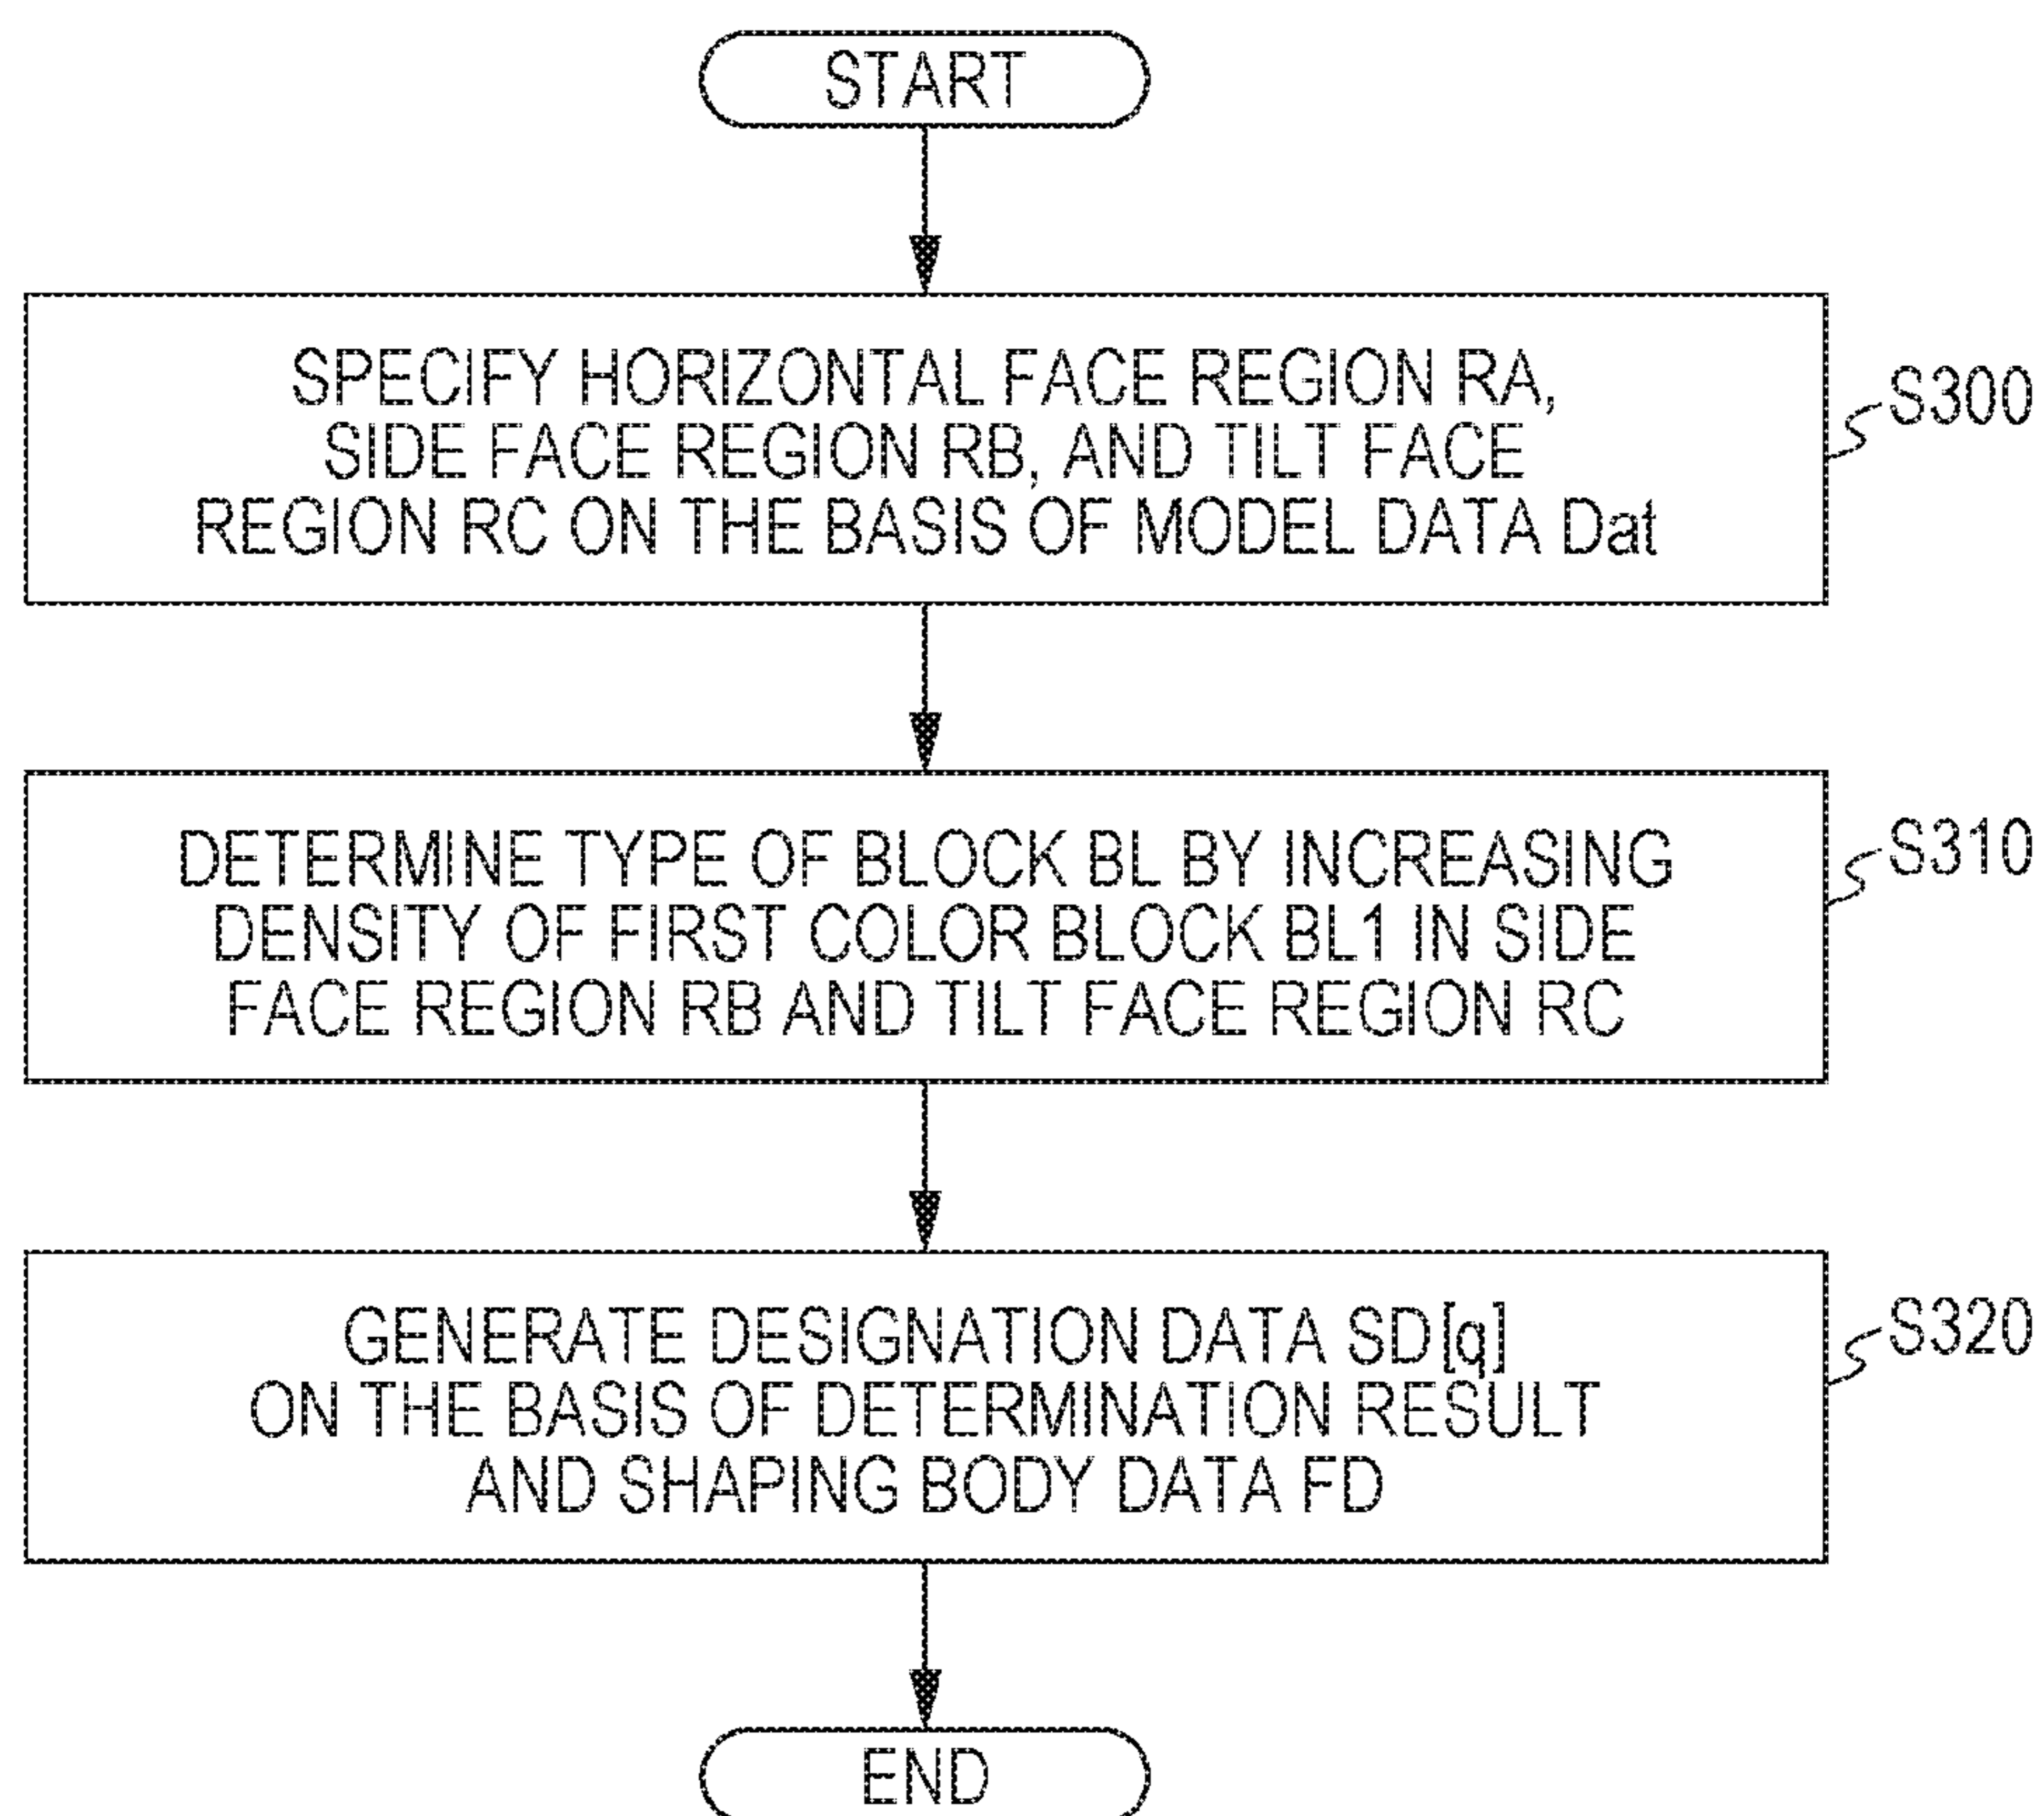 START
SPECIFY HORIZONTAL FACE REGION RA,
SIDE FACE REGION RB, AND TILT FACE
REGION RC ON THE BASIS OF MODEL DATA Dat
S300
DETERMINE TYPE OF BLOCK BL BY INCREASING
DENSITY OF FIRST COLOR BLOCK BL1 IN SIDE
FACE REGION RB AND TILT FACE REGION RC
S310
GENERATE DESIGNATION DATA SD[q]
ON THE BASIS OF DETERMINATION RESULT
AND SHAPING BODY DATA FD
S320
END